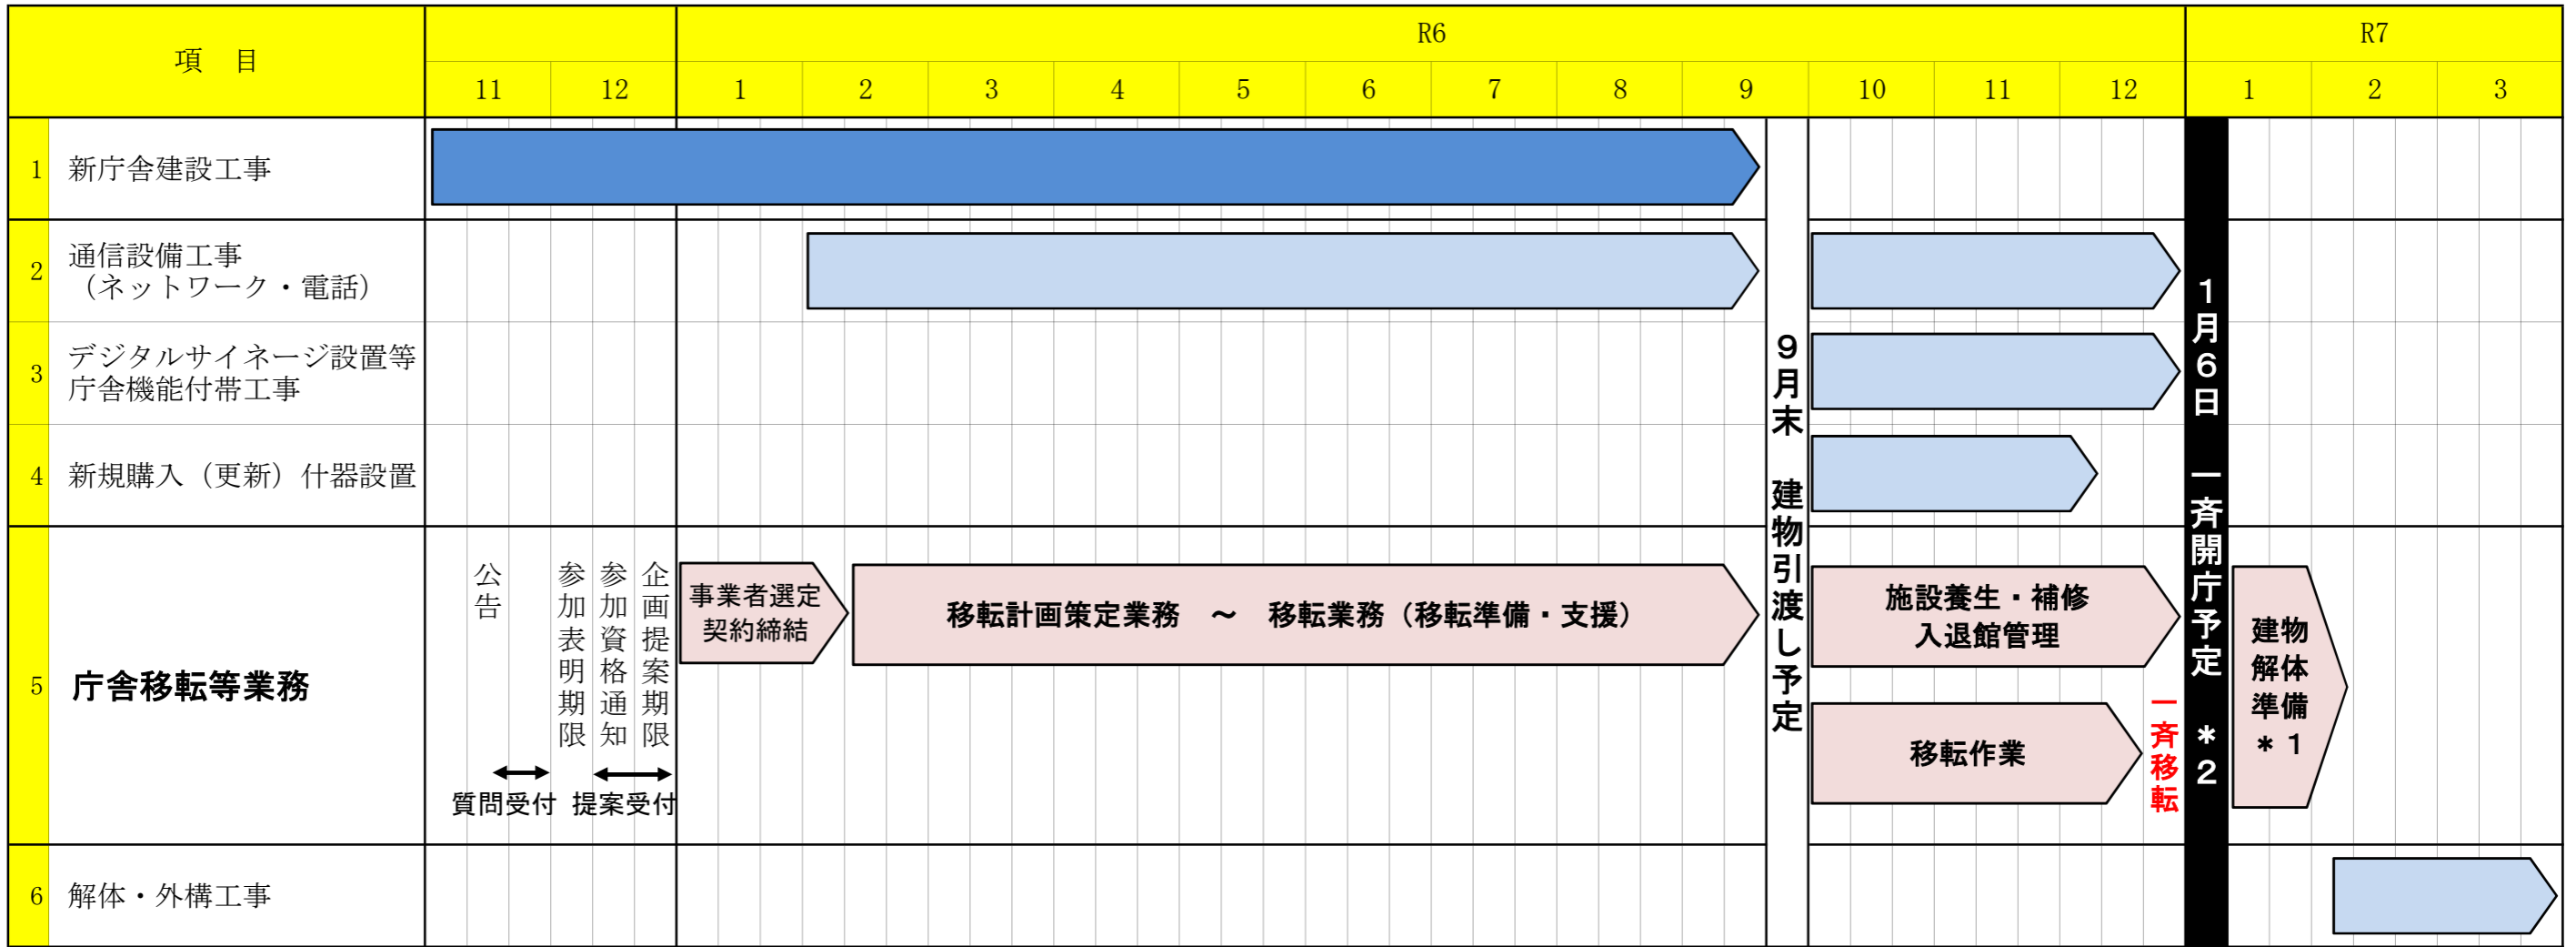 項　目
R6
R7
11
12
1
2
3
4
5
6
7
8
9
10
11
12
1
2
3
1
新庁舎建設工事
2
通信設備工事
（ネットワーク・電話）
3
デジタルサイネージ設置等
庁舎機能付帯工事
4
新規購入（更新）什器設置
5
庁舎移転等業務
公告
質問受付
参加表明期限
参加資格通知
企画提案期限
提案受付
事業者選定
契約締結
移転計画策定業務　～　移転業務（移転準備・支援）
9月末　建物引渡し予定
施設養生・補修
入退館管理
移転作業
一斉移転
1月6日　一斉開庁予定　＊2
建物
解体
準備
＊1
6
解体・外構工事